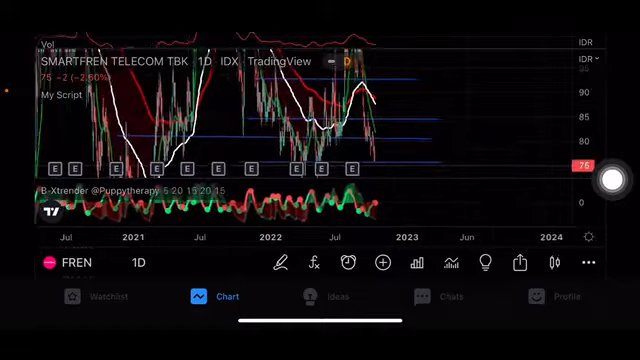 Vol
IDR
SMARTFREN TELECOM TBK · 1D · IDX · TradingView
D
IDR
75 −2 (−2.60%)
My Script
90
85
80
75
E E E E E E E E E
B-Xtrender @Puppytherapy 5 20 15 20 15
0
Jul 2021 Jul 2022 Jul 2023 Jun 2024
FREN 1D
Watchlist Chart Ideas Chats Profile